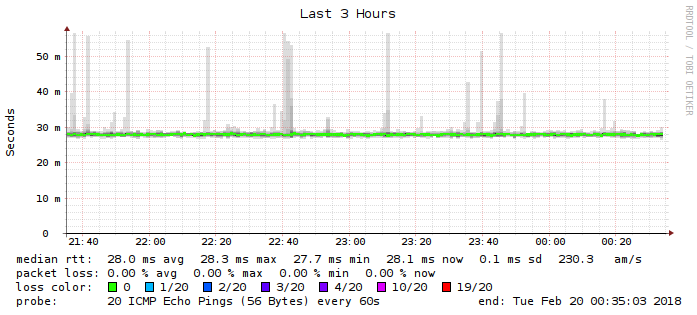 Last 3 Hours
RRDTOOL / TOBI OETIKER
Seconds
50 m
40 m
30 m
20 m
10 m
0
21:40 22:00 22:20 22:40 23:00 23:20 23:40 00:00 00:20
median rtt: 28.0 ms avg 28.3 ms max 27.7 ms min 28.1 ms now 0.1 ms sd 230.3 am/s
packet loss: 0.00 % avg 0.00 % max 0.00 % min 0.00 % now
loss color: 0 1/20 2/20 3/20 4/20 10/20 19/20
probe: 20 ICMP Echo Pings (56 Bytes) every 60s end: Tue Feb 20 00:35:03 2018